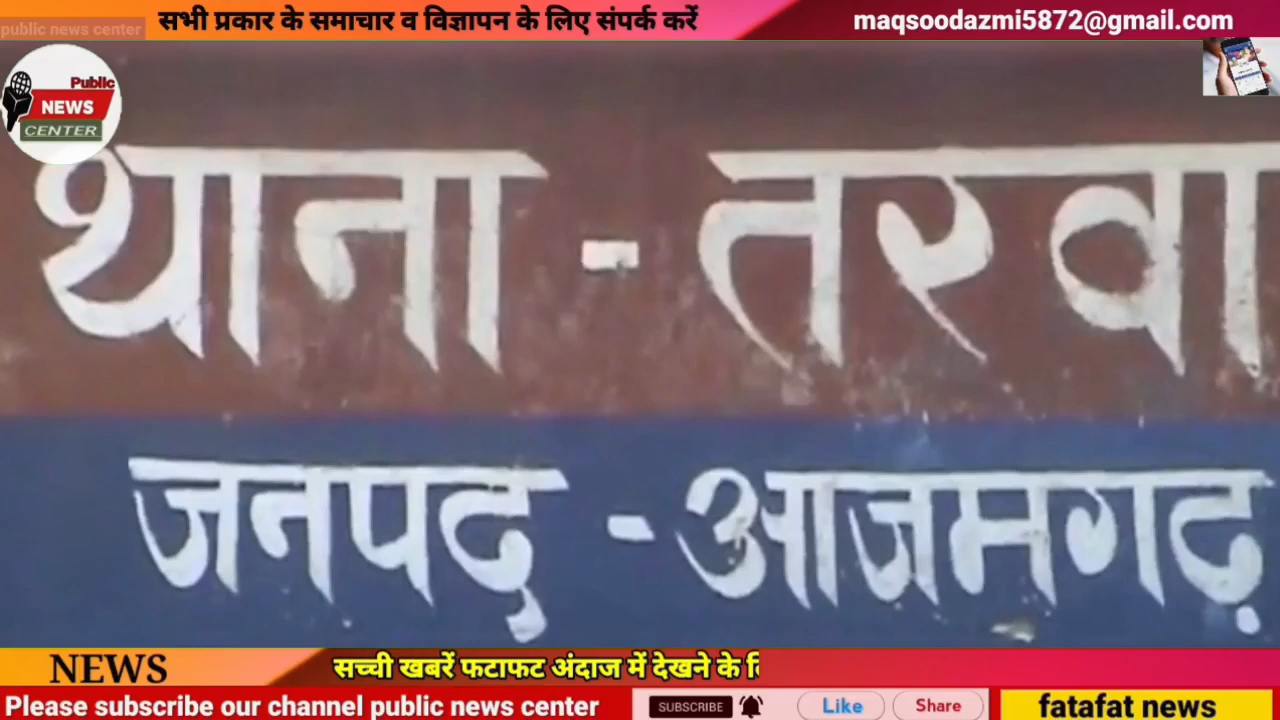 public news center
सभी प्रकार के समाचार व विज्ञापन के लिए संपर्क करें
maqsoodazmi5872@gmail.com
Public
NEWS
CENTER
थाना - तरवा
जनपद - आजमगढ़
NEWS
सच्ची खबरें फटाफट अंदाज में देखने के
Please subscribe our channel public news center
SUBSCRIBE
Like
Share
fatafat news